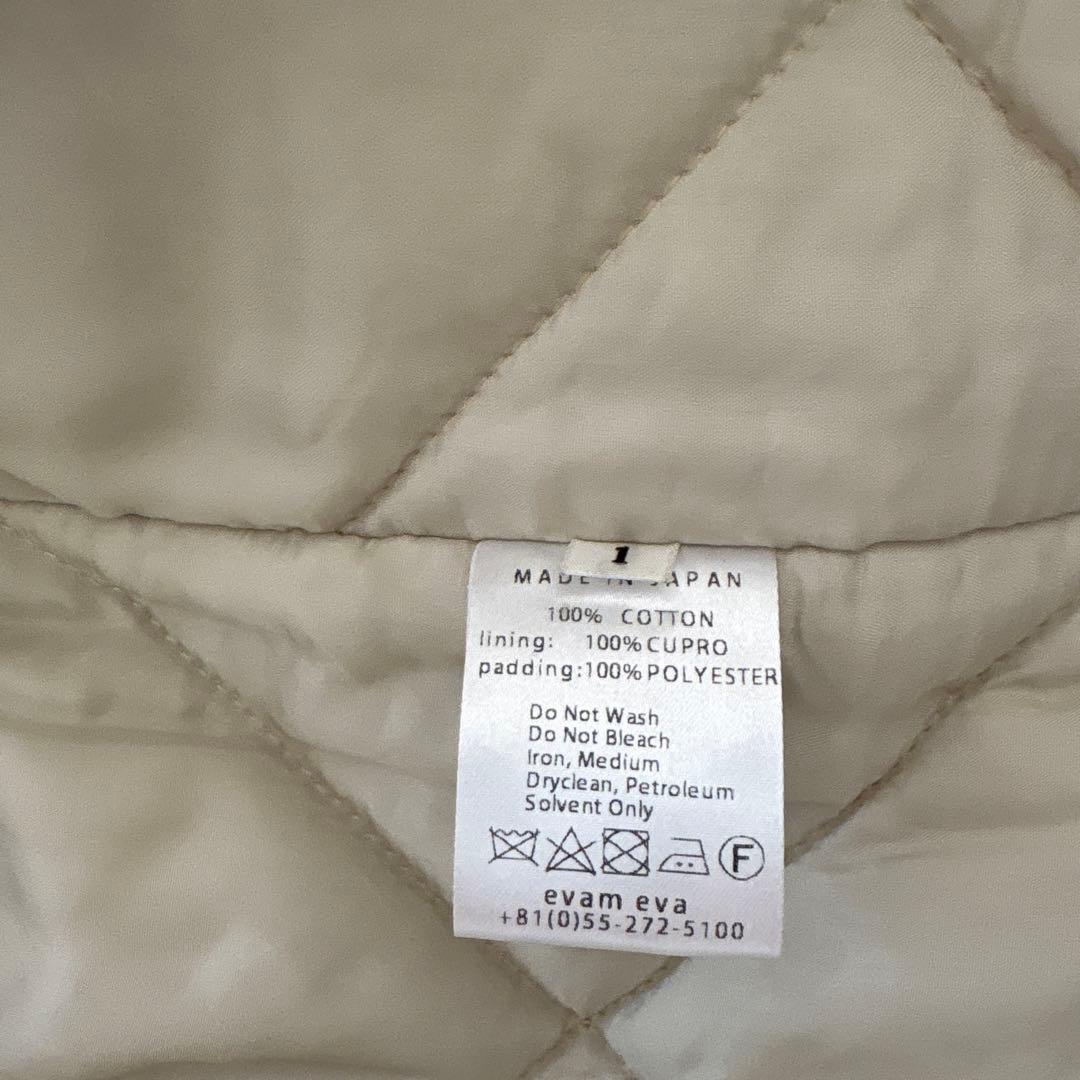 1
MADE IN JAPAN
100% COTTON
lining: 100%CUPRO
padding:100%POLYESTER
Do Not Wash
Do Not Bleach
Iron, Medium
Dryclean, Petroleum
Solvent Only
F
evam eva
+81(0)55-272-5100